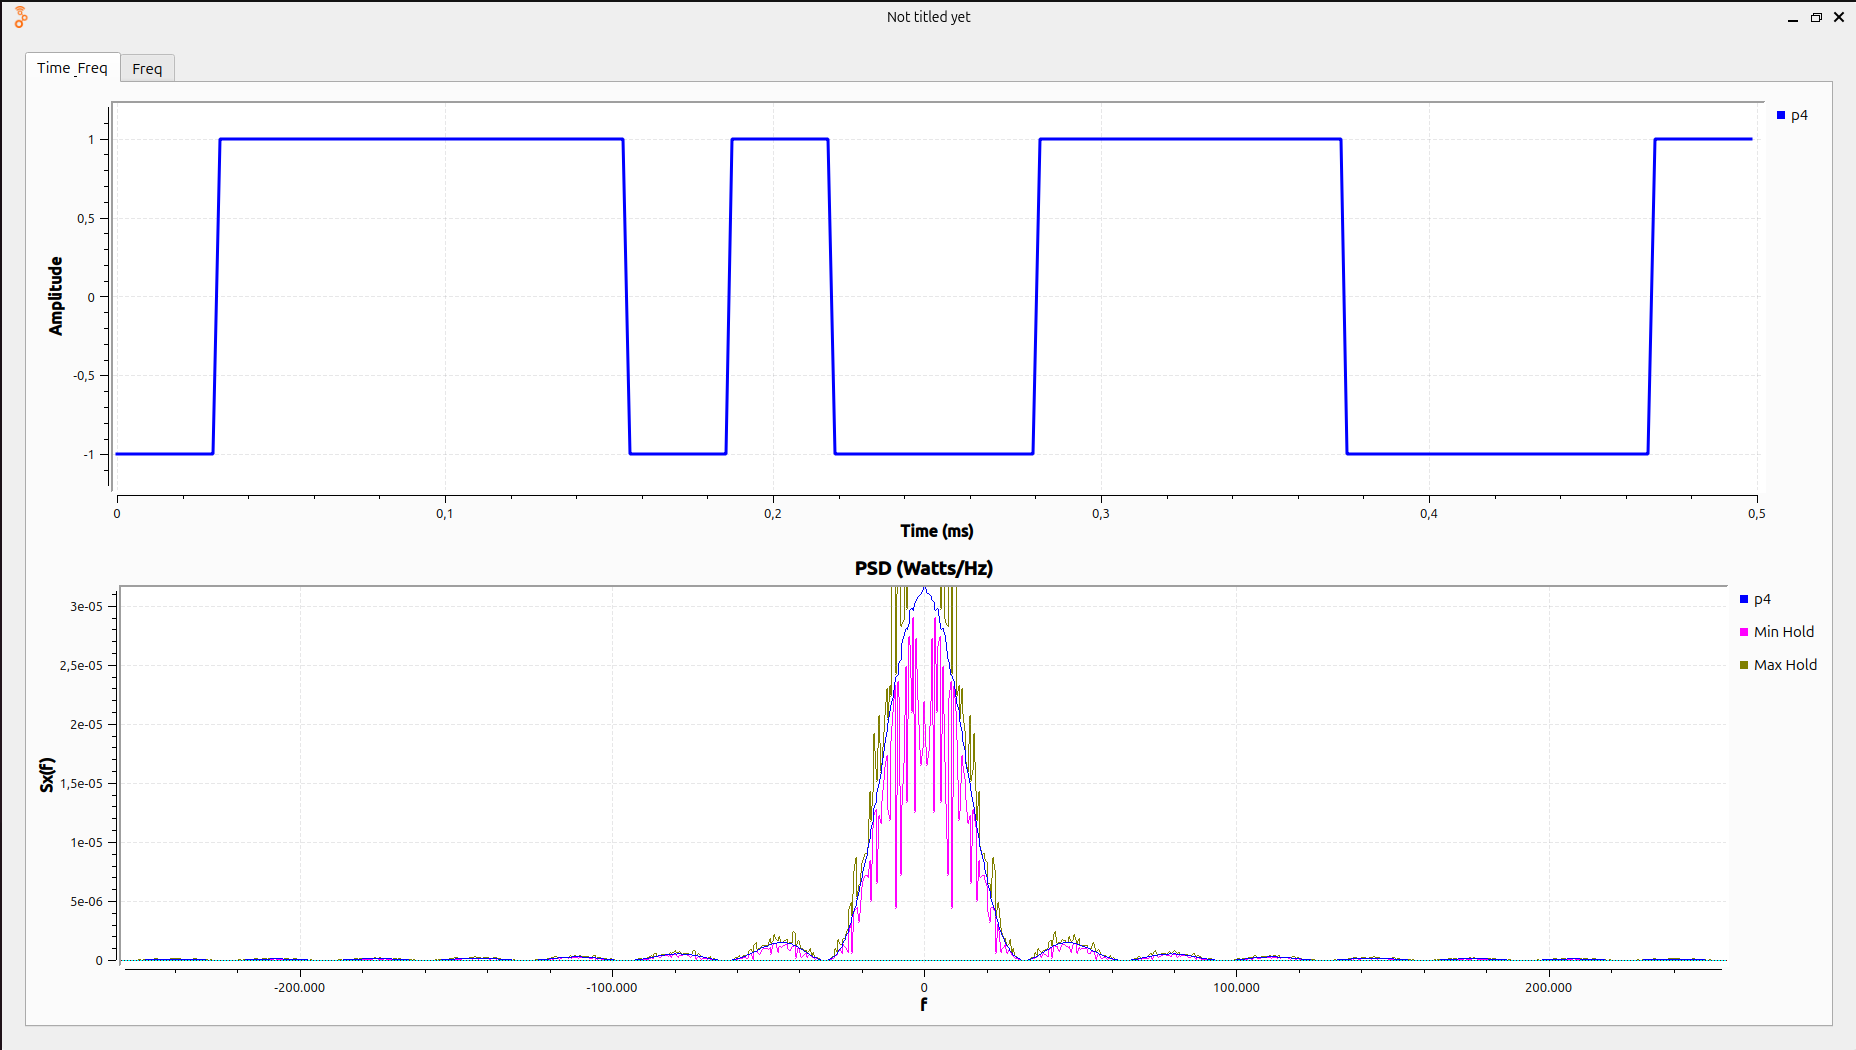 Not titled yet
Time_Freq
Freq
p4
1
0,5
0
-0,5
-1
Amplitude
0
0,1
0,2
0,3
0,4
0,5
Time (ms)
PSD (Watts/Hz)
3e-05
2,5e-05
2e-05
1,5e-05
1e-05
5e-06
0
Sx(f)
p4
Min Hold
Max Hold
-200.000
-100.000
0
100.000
200.000
f